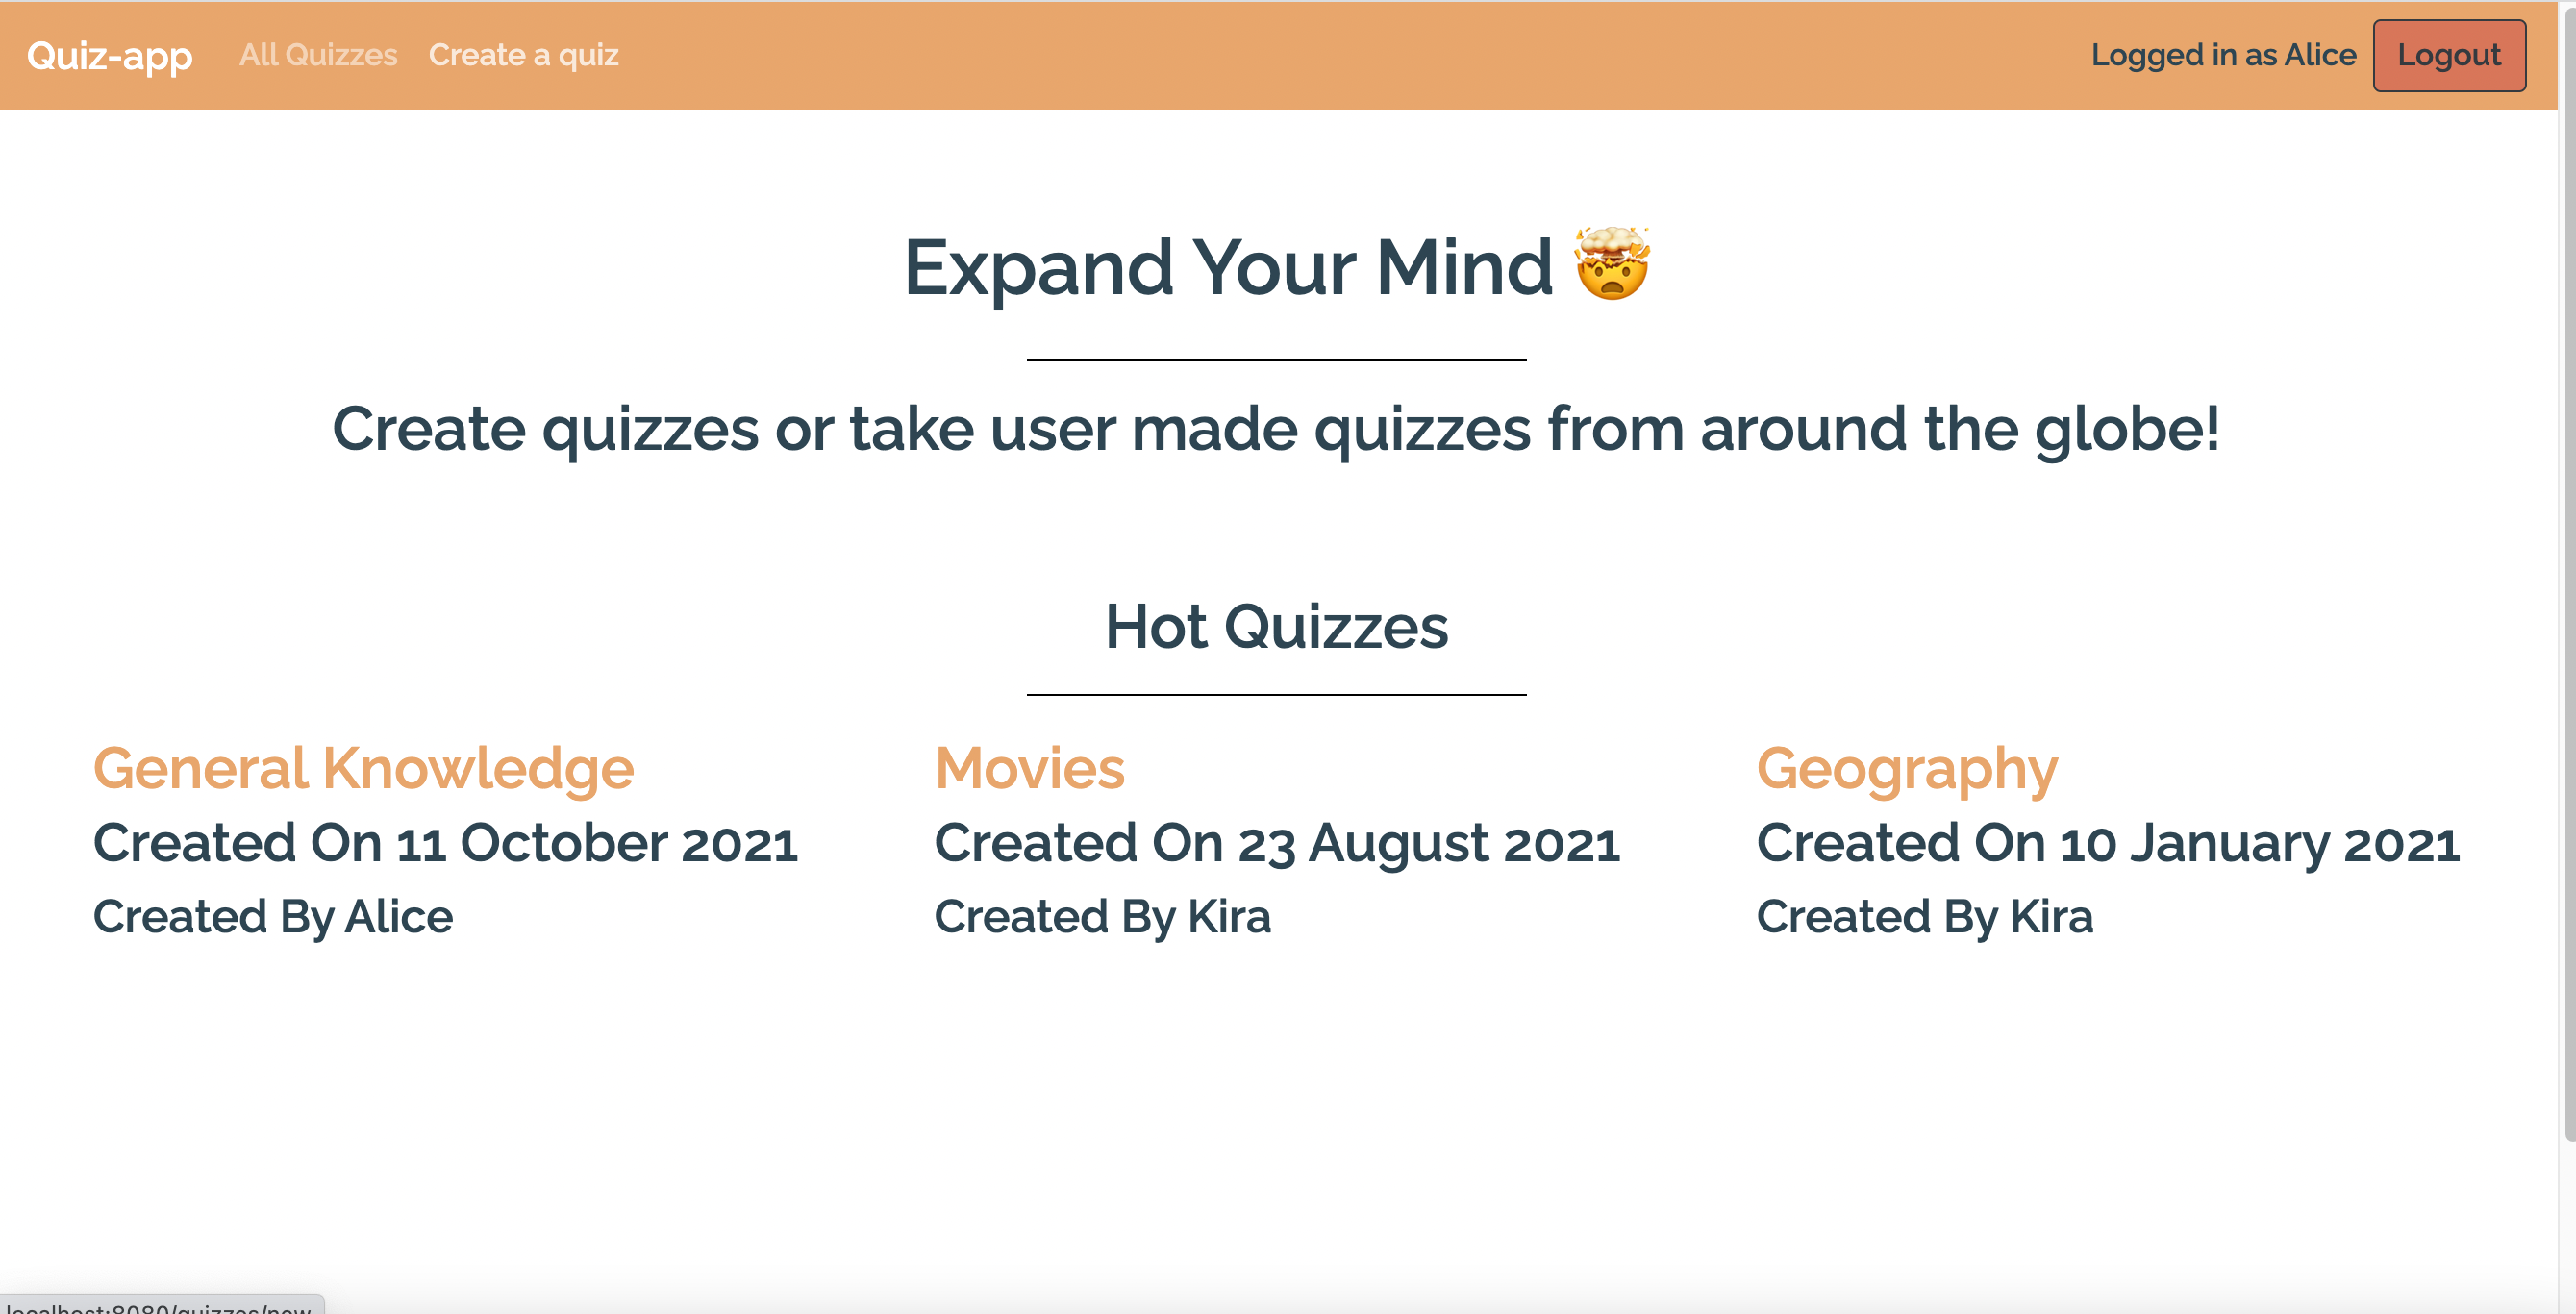 Quiz-app All Quizzes Create a quiz Logged in as Alice Logout
Expand Your Mind 🤯
Create quizzes or take user made quizzes from around the globe!
Hot Quizzes
General Knowledge
Created On 11 October 2021
Created By Alice
Movies
Created On 23 August 2021
Created By Kira
Geography
Created On 10 January 2021
Created By Kira
localhost:8080/quizzes/new